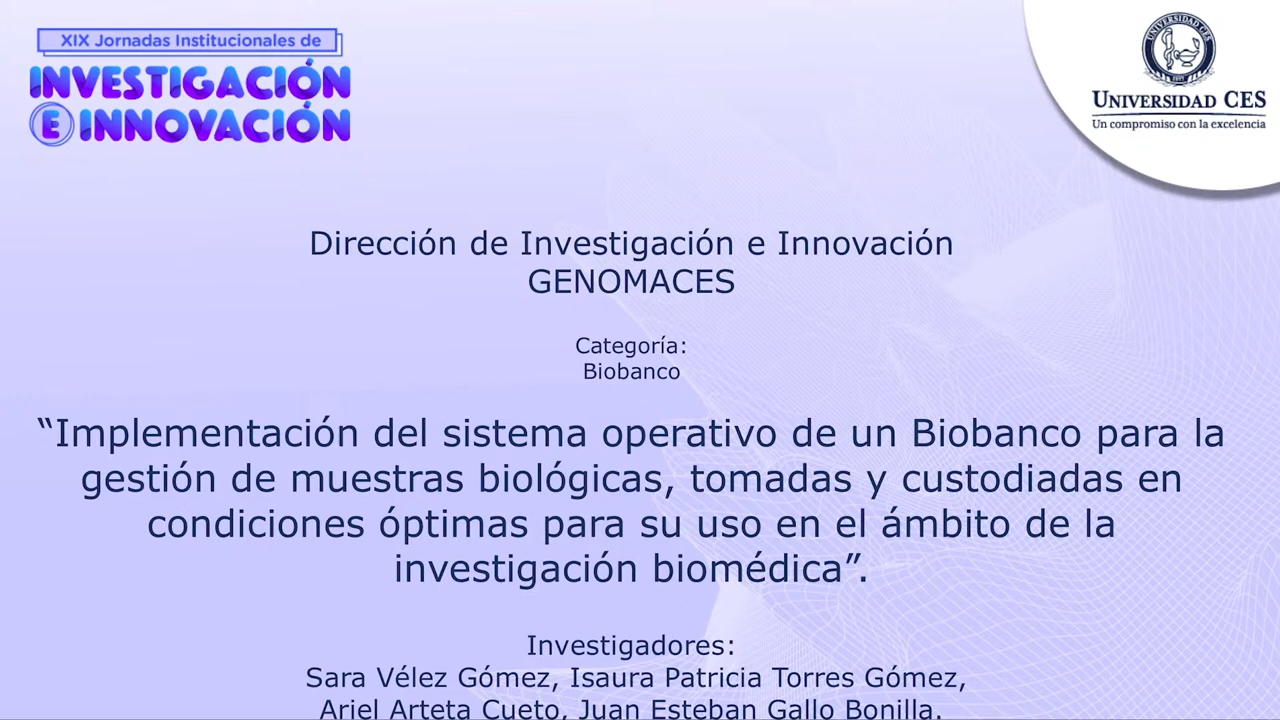 XIX Jornadas Institucionales de
INVESTIGACIÓN
E INNOVACIÓN
UNIVERSIDAD CES
UNIVERSIDAD CES
Un compromiso con la excelencia
Dirección de Investigación e Innovación
GENOMACES
Categoría:
Biobanco
“Implementación del sistema operativo de un Biobanco para la
gestión de muestras biológicas, tomadas y custodiadas en
condiciones óptimas para su uso en el ámbito de la
investigación biomédica”.
Investigadores:
Sara Vélez Gómez, Isaura Patricia Torres Gómez,
Ariel Arteta Cueto, Juan Esteban Gallo Bonilla.